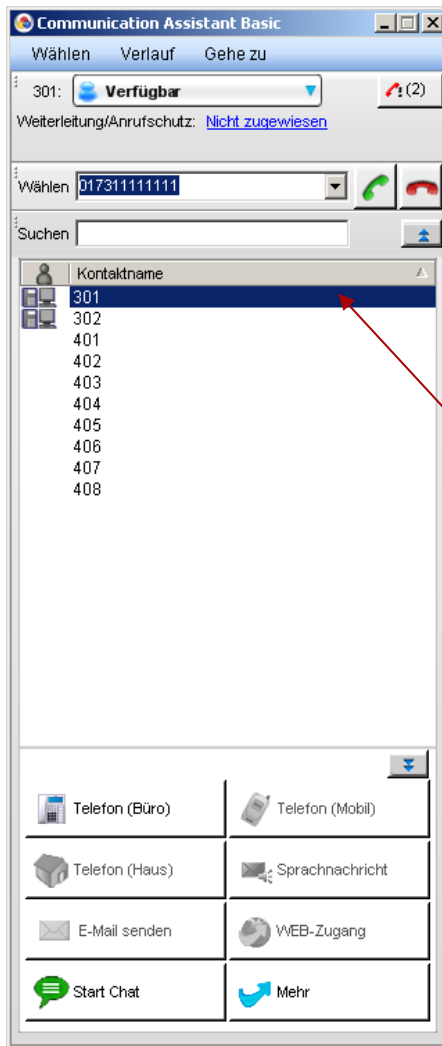 Communication Assistant Basic
Wählen Verlauf Gehe zu
301: Verfügbar (2)
Weiterleitung/Anrufschutz: Nicht zugewiesen
Wählen 017311111111
Suchen
Kontaktname
301
302
401
402
403
404
405
406
407
408
Telefon (Büro) Telefon (Mobil)
Telefon (Haus) Sprachnachricht
E-Mail senden WEB-Zugang
Start Chat Mehr